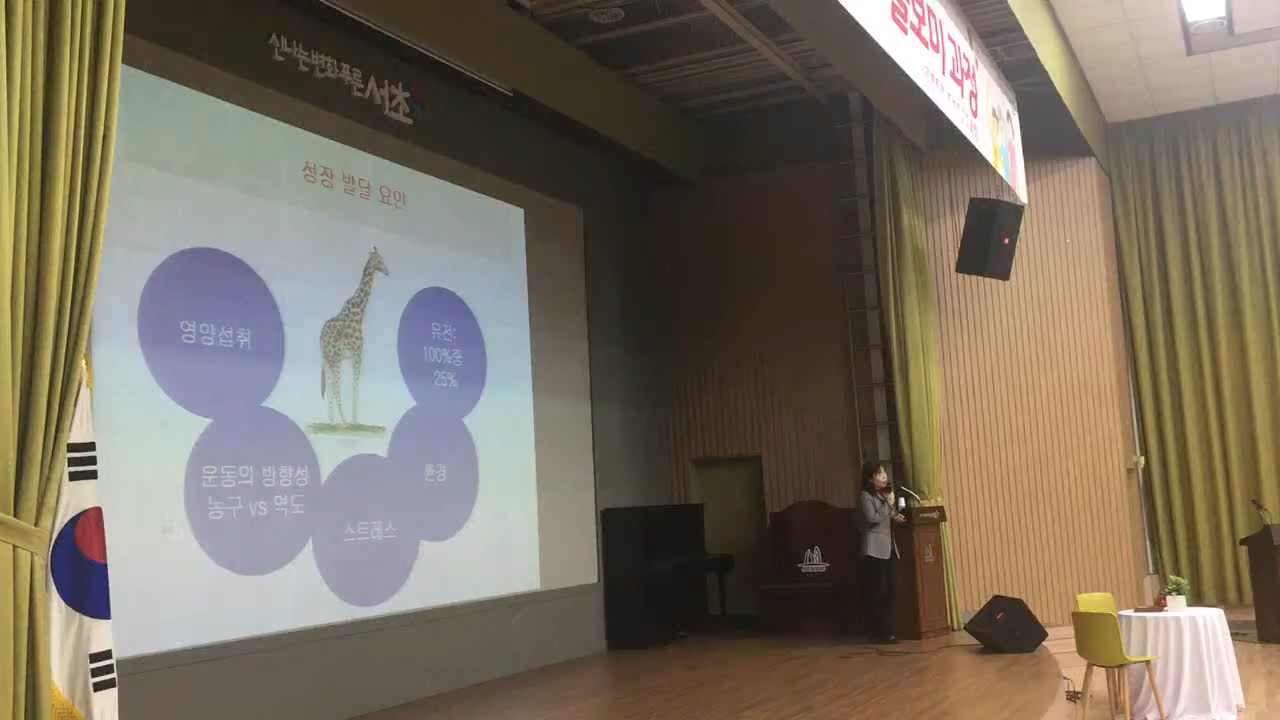 신나는 변화 푸른 서초
성장 발달 요인
영양섭취
유전:
100%중
25%
운동의 방향성
농구 vs 역도
환경
스트레스
과정